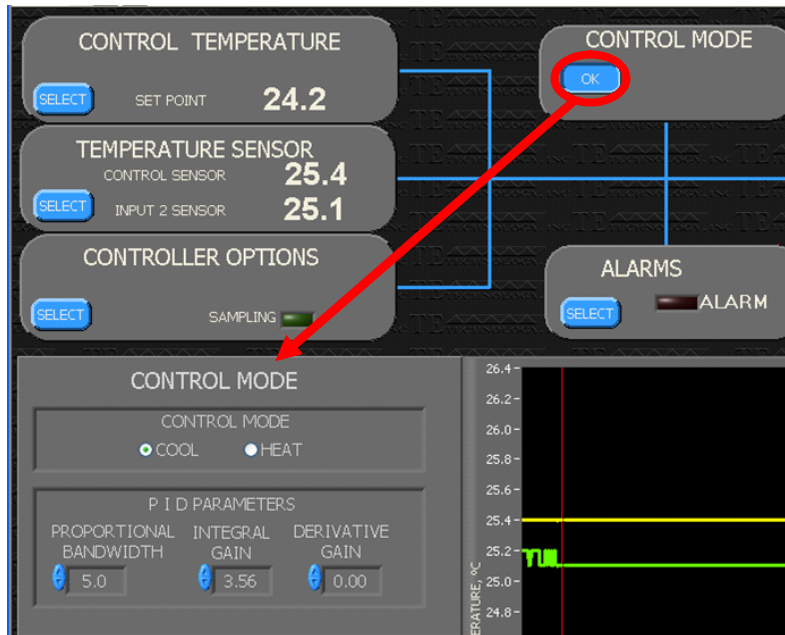 CONTROL TEMPERATURE
SELECT SET POINT 24.2
TEMPERATURE SENSOR
CONTROL SENSOR 25.4
SELECT INPUT 2 SENSOR 25.1
CONTROLLER OPTIONS
SELECT SAMPLING
CONTROL MODE
OK
ALARMS
SELECT ALARM
CONTROL MODE
CONTROL MODE
COOL HEAT
P I D PARAMETERS
PROPORTIONAL BANDWIDTH
INTEGRAL GAIN
DERIVATIVE GAIN
5.0 3.56 0.00
26.4
26.2
26.0
25.8
25.6
25.4
25.2
25.0
24.8